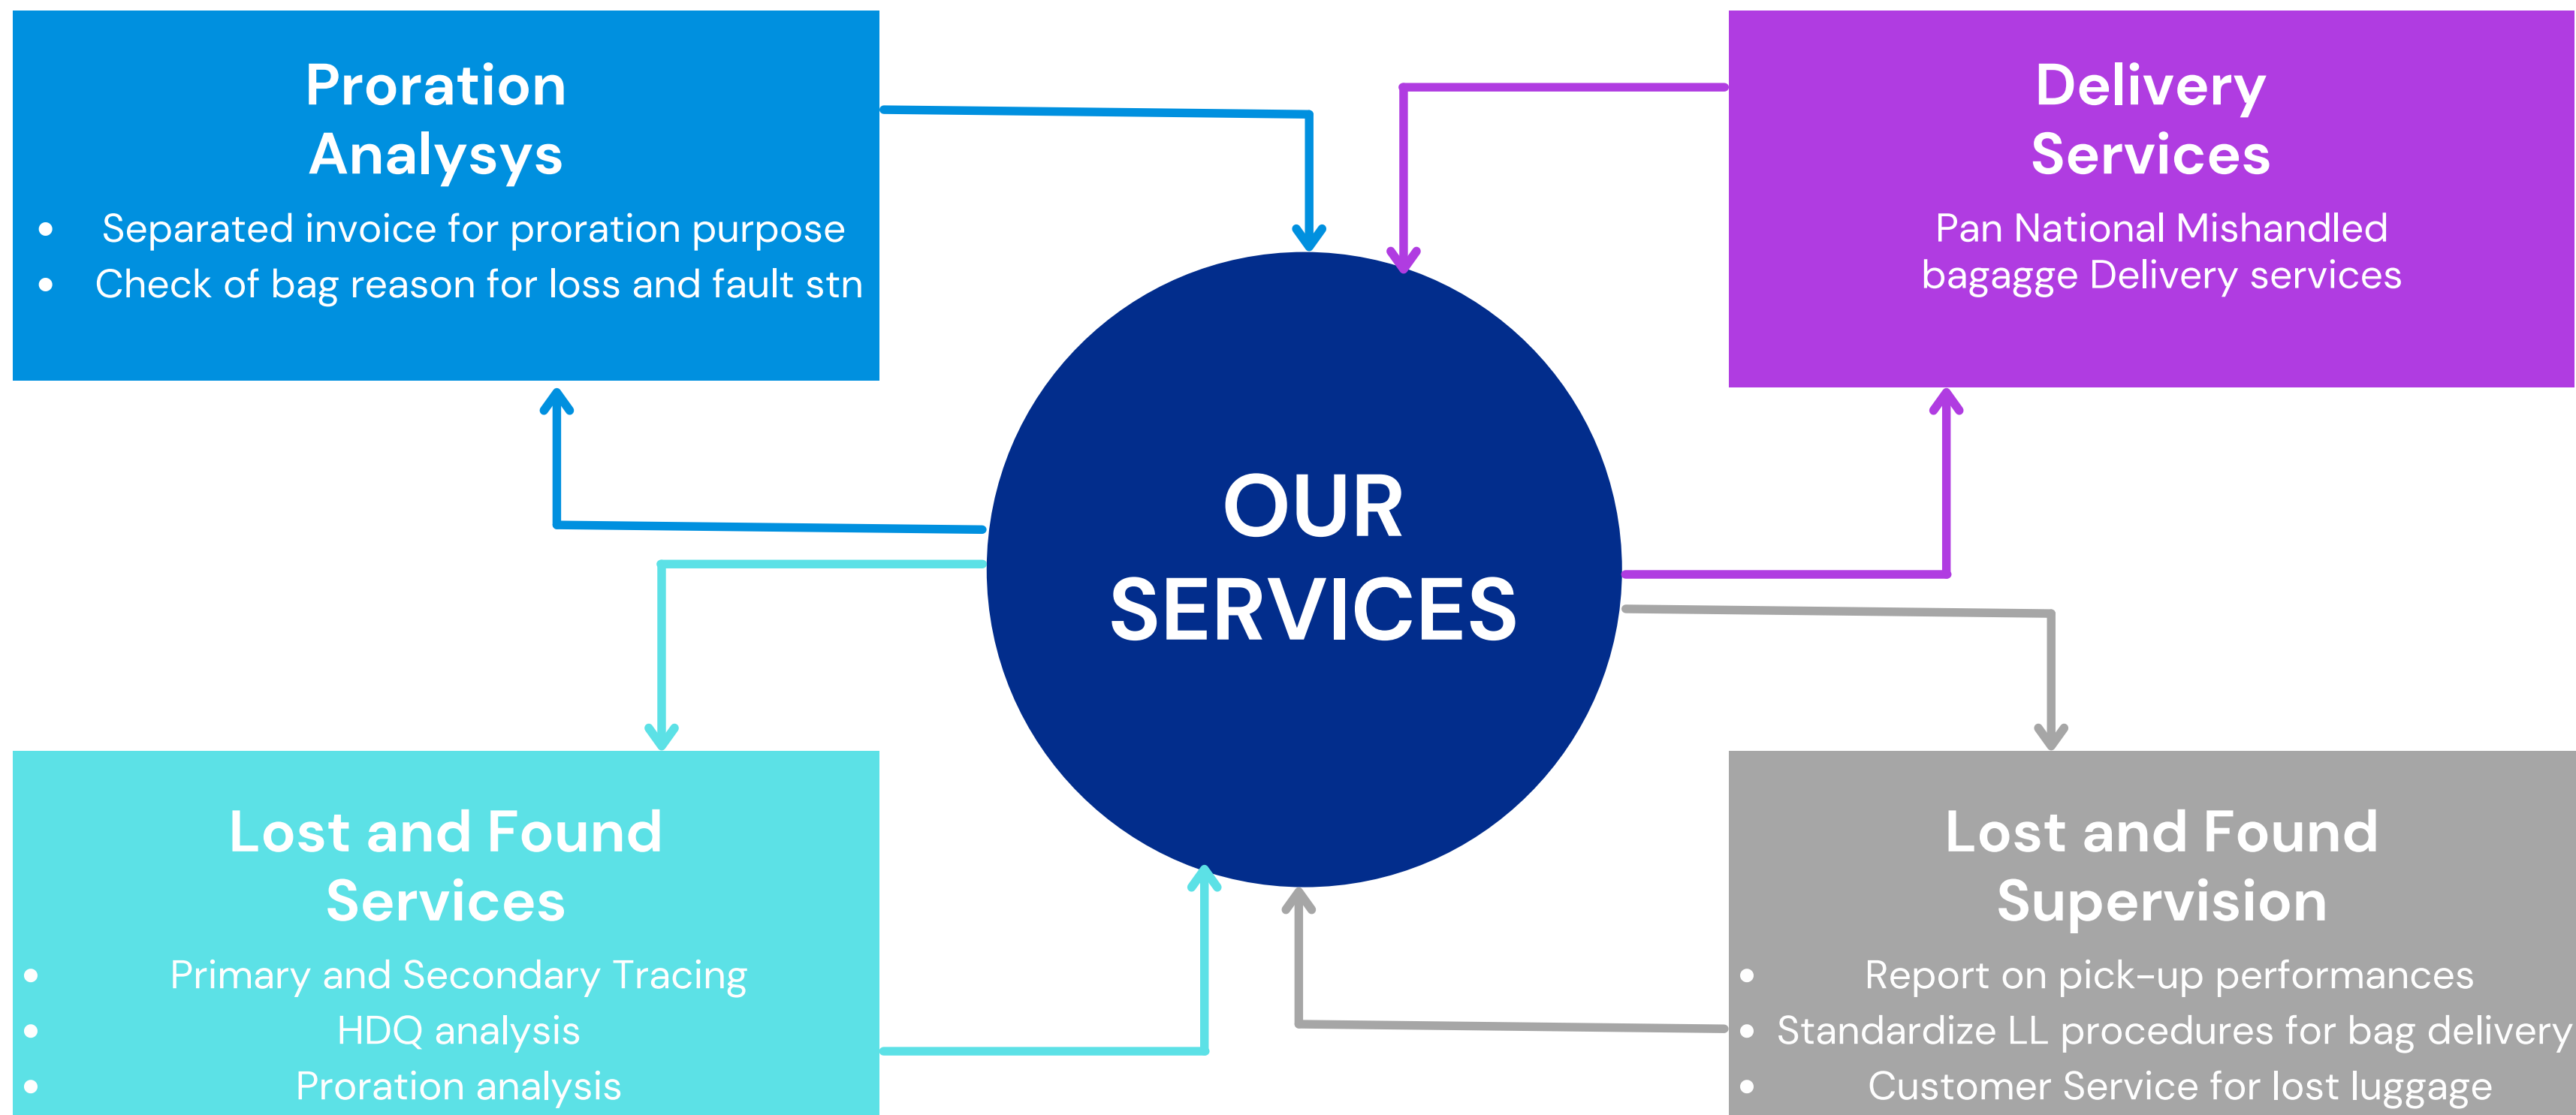 Proration
Analysys
• Separated invoice for proration purpose
• Check of bag reason for loss and fault stn
Delivery
Services
Pan National Mishandled
bagagge Delivery services
OUR
SERVICES
Lost and Found
Services
• Primary and Secondary Tracing
• HDQ analysis
• Proration analysis
Lost and Found
Supervision
• Report on pick-up performances
• Standardize LL procedures for bag delivery
• Customer Service for lost luggage